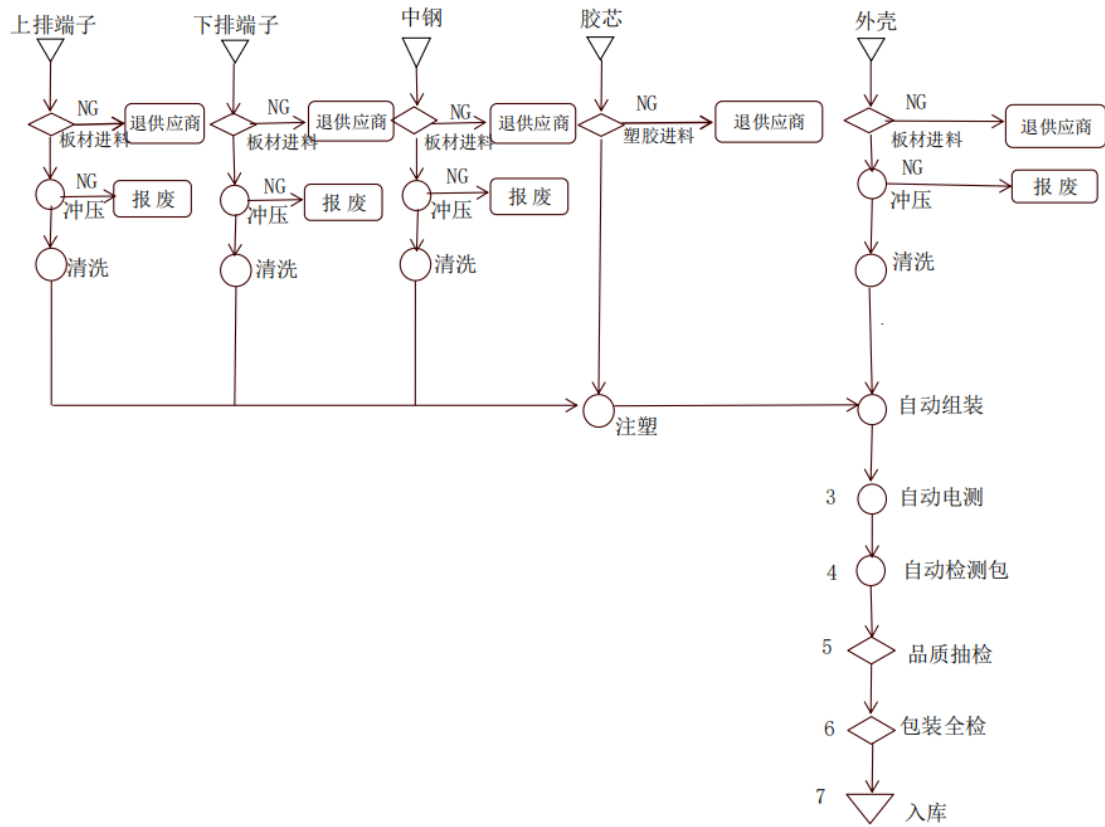 上排端子
下排端子
中钢
胶芯
外壳
NG
退供应商
板材进料
NG
退供应商
板材进料
NG
退供应商
板材进料
NG
退供应商
塑胶进料
NG
退供应商
板材进料
NG
报 废
冲压
NG
报 废
冲压
NG
报 废
冲压
NG
报 废
冲压
清洗
清洗
清洗
清洗
注塑
自动组装
3 自动电测
4 自动检测包
5 品质抽检
6 包装全检
7 入库